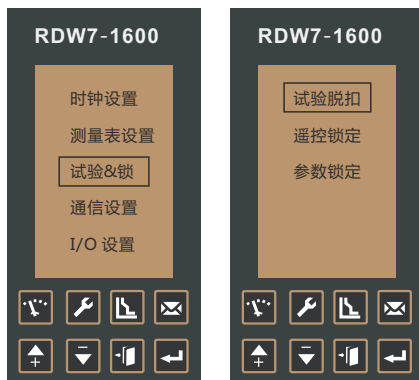 RDW7-1600
时钟设置
测量表设置
试验&锁
通信设置
I/O 设置
RDW7-1600
试验脱扣
遥控锁定
参数锁定